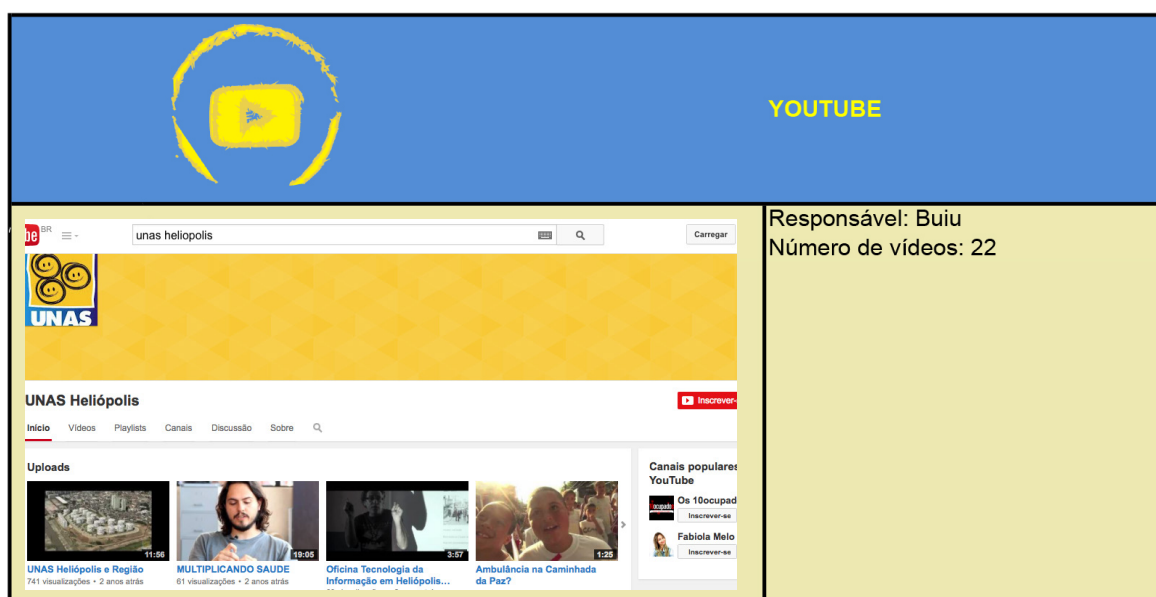 YOUTUBE
Responsável: Buiu
Número de vídeos: 22
be BR
unas heliopolis
Carregar
UNAS
UNAS Heliópolis
Inscrever-
Início Vídeos Playlists Canais Discussão Sobre
Uploads
11:56
19:05
3:57
1:25
UNAS Heliópolis e Região
741 visualizações • 2 anos atrás
MULTIPLICANDO SAUDE
61 visualizações • 2 anos atrás
Oficina Tecnologia da
Informação em Heliópolis...
Ambulância na Caminhada
da Paz?
Canais populares
YouTube
Os 10ocupad
Inscrever-se
Fabiola Melo
Inscrever-se